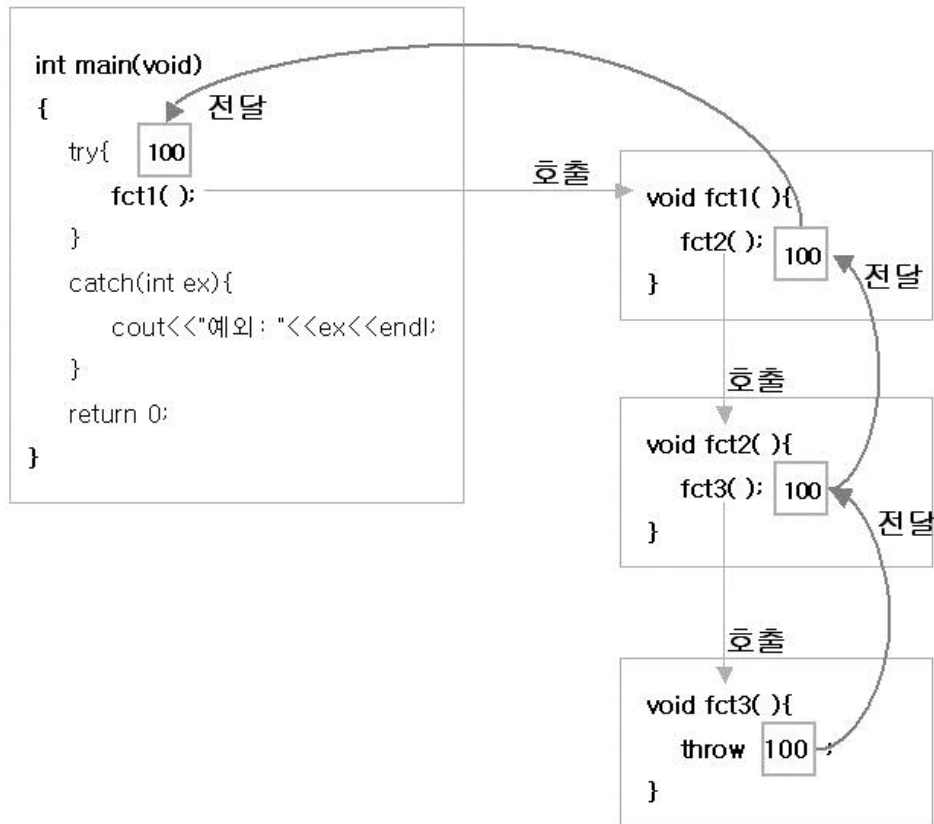 int main(void)
{
전달
try{ 100
fct1( );
}
catch(int ex){
cout<<"예외: "<<ex<<endl;
}
return 0;
}
호출
void fct1( ){
fct2( ); 100
}
전달
호출
void fct2( ){
fct3( ); 100
}
전달
호출
void fct3( ){
throw 100 ;
}